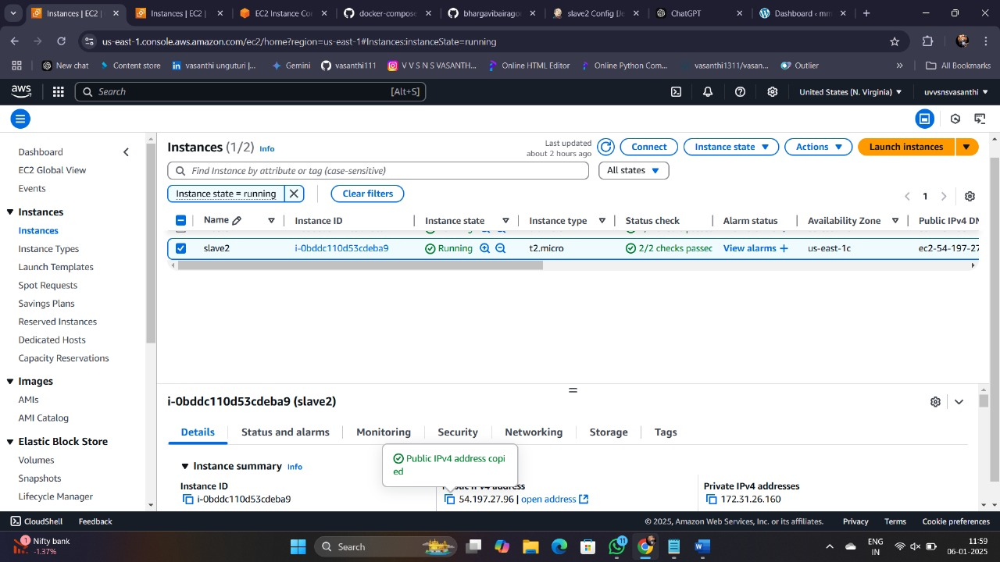 Instances | EC2 |
Instances | EC2 |
EC2 Instance Con
docker-compose
bhargavibairago
slave2 Config [Je
ChatGPT
Dashboard ‹ mm
us-east-1.console.aws.amazon.com/ec2/home?region=us-east-1#Instances:instanceState=running
New chat
Content store
vasanthi unguturi |...
Gemini
vasanthi111
V V S N S VASANTH...
Online HTML Editor
Online Python Com...
vasanthi1311/vasan...
Outlier
All Bookmarks
aws
Search
[Alt+S]
United States (N. Virginia)
uvvsnsvasanthi
Dashboard
EC2 Global View
Events
Instances
Instances
Instance Types
Launch Templates
Spot Requests
Savings Plans
Reserved Instances
Dedicated Hosts
Capacity Reservations
Images
AMIs
AMI Catalog
Elastic Block Store
Volumes
Snapshots
Lifecycle Manager
Instances (1/2) Info
Last updated
about 2 hours ago
Connect
Instance state
Actions
Launch instances
Find Instance by attribute or tag (case-sensitive)
All states
Instance state = running
Clear filters
1
Name
Instance ID
Instance state
Instance type
Status check
Alarm status
Availability Zone
Public IPv4 DN
slave2
i-0bddc110d53cdeba9
Running
t2.micro
2/2 checks passec
View alarms +
us-east-1c
ec2-54-197-27
i-0bddc110d53cdeba9 (slave2)
Details
Status and alarms
Monitoring
Security
Networking
Storage
Tags
Public IPv4 address copi
ed
Instance summary Info
Instance ID
i-0bddc110d53cdeba9
Public IPv4 address
54.197.27.96 | open address
Private IPv4 addresses
172.31.26.160
CloudShell
Feedback
© 2025, Amazon Web Services, Inc. or its affiliates.
Privacy
Terms
Cookie preferences
1
Nifty bank
-1.37%
Search
11
ENG
IN
11:59
06-01-2025